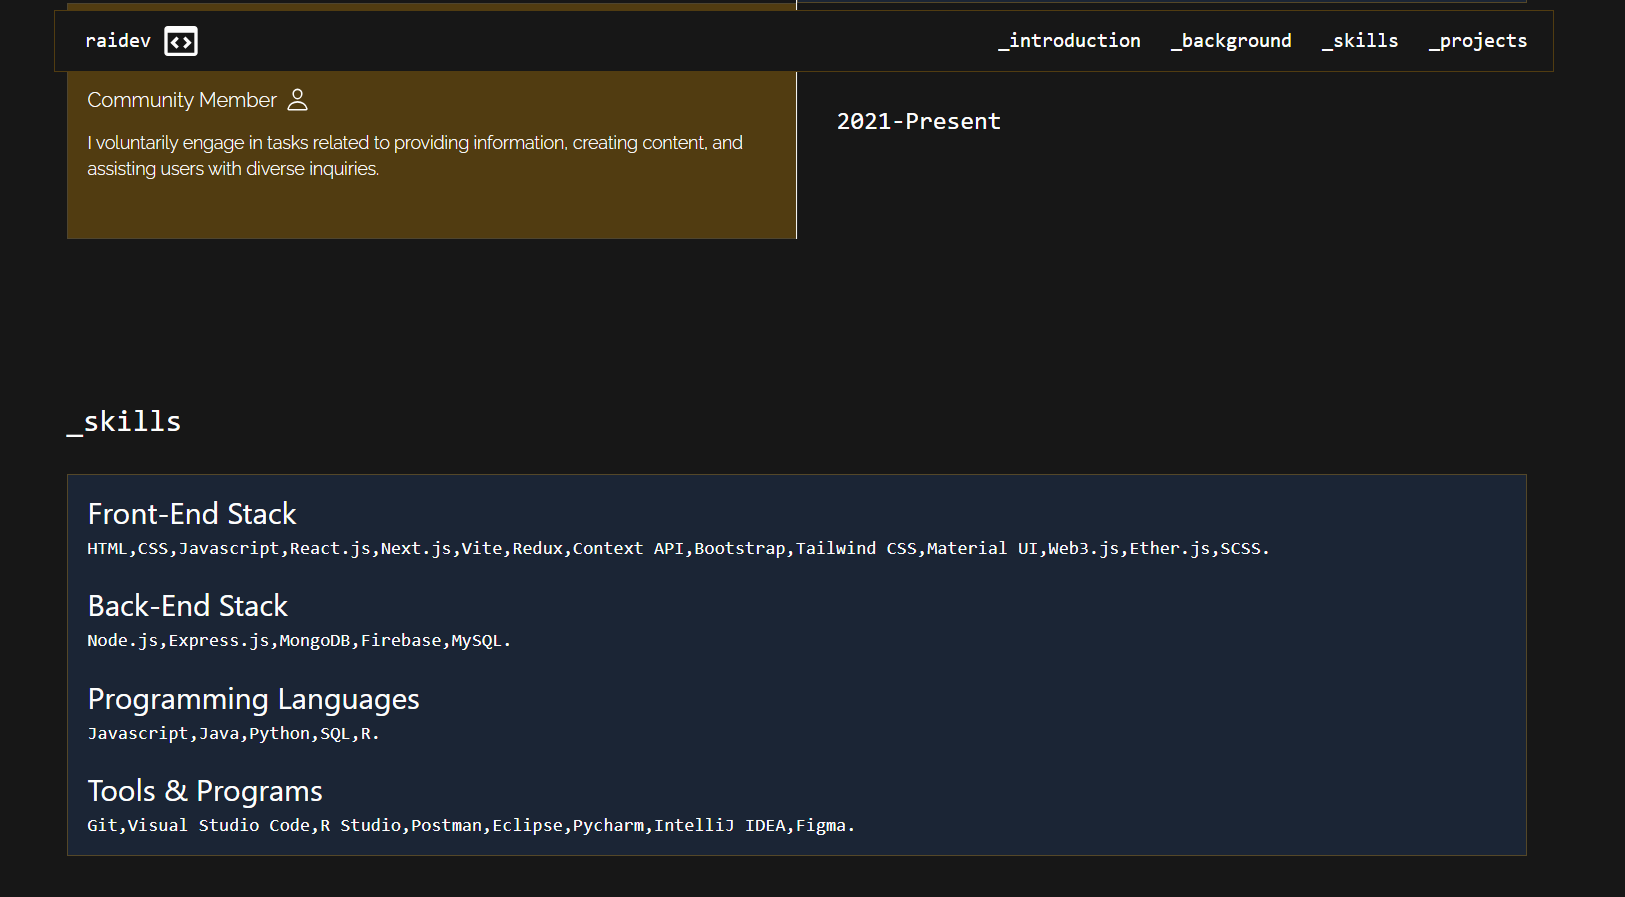 raidev
_introduction _background _skills _projects
Community Member
I voluntarily engage in tasks related to providing information, creating content, and
assisting users with diverse inquiries.
2021-Present
_skills
Front-End Stack
HTML,CSS,Javascript,React.js,Next.js,Vite,Redux,Context API,Bootstrap,Tailwind CSS,Material UI,Web3.js,Ether.js,SCSS.
Back-End Stack
Node.js,Express.js,MongoDB,Firebase,MySQL.
Programming Languages
Javascript,Java,Python,SQL,R.
Tools & Programs
Git,Visual Studio Code,R Studio,Postman,Eclipse,Pycharm,IntelliJ IDEA,Figma.